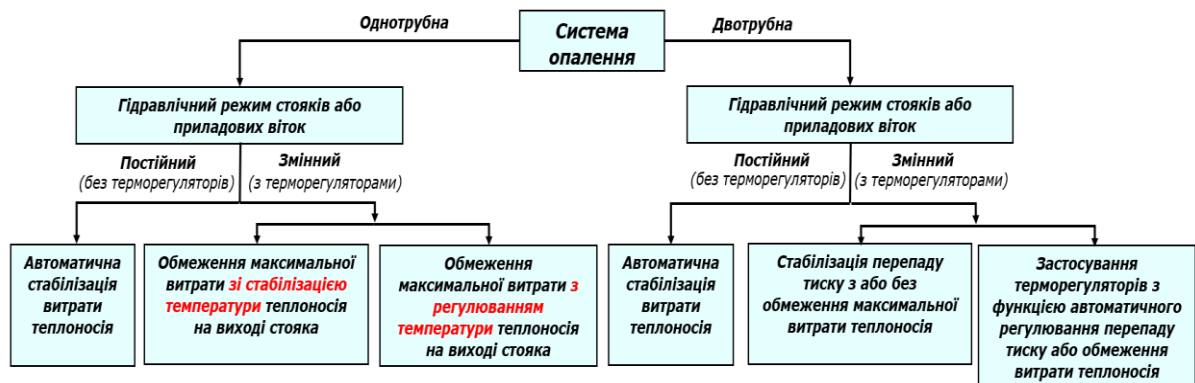 Однотрубна
Система
опалення
Двотрубна
Гідравлічний режим стояків або
приладових віток
Постійний
(без терморегуляторів)
Змінний
(з терморегуляторами)
Автоматична
стабілізація
витрати
теплоносія
Обмеження максимальної
витрати зі стабілізацією
температури теплоносія
на виході стояка
Обмеження
максимальної витрати з
регулюванням
температури теплоносія
на виході стояка
Гідравлічний режим стояків або
приладових віток
Постійний
(без терморегуляторів)
Змінний
(з терморегуляторами)
Автоматична
стабілізація
витрати
теплоносія
Стабілізація перепаду
тиску з або без
обмеження максимальної
витрати теплоносія
Застосування
терморегуляторів з
функцією автоматичного
регулювання перепаду
тиску або обмеження
витрати теплоносія